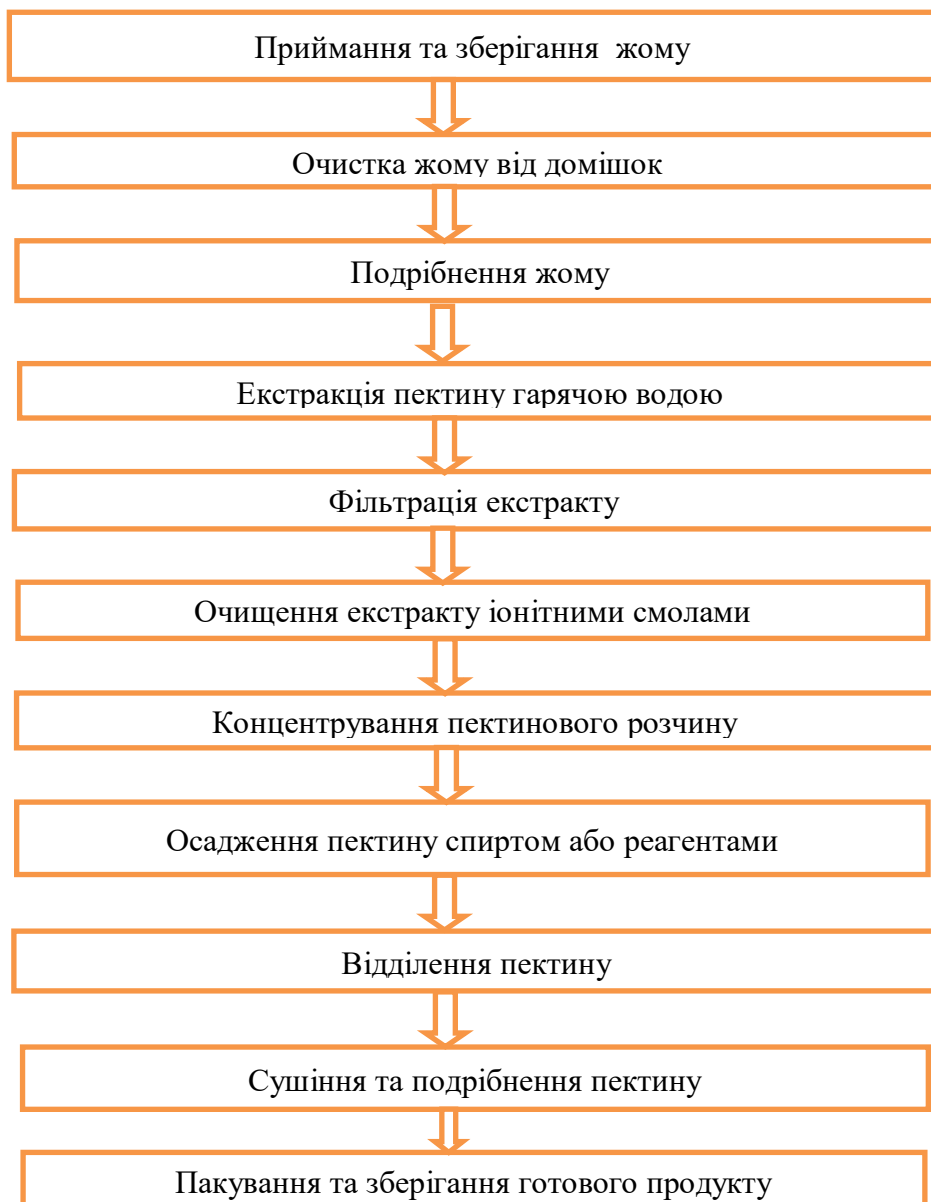 Приймання та зберігання жому
Очистка жому від домішок
Подрібнення жому
Екстракція пектину гарячою водою
Фільтрація екстракту
Очищення екстракту іонітними смолами
Концентрування пектинового розчину
Осадження пектину спиртом або реагентами
Відділення пектину
Сушіння та подрібнення пектину
Пакування та зберігання готового продукту